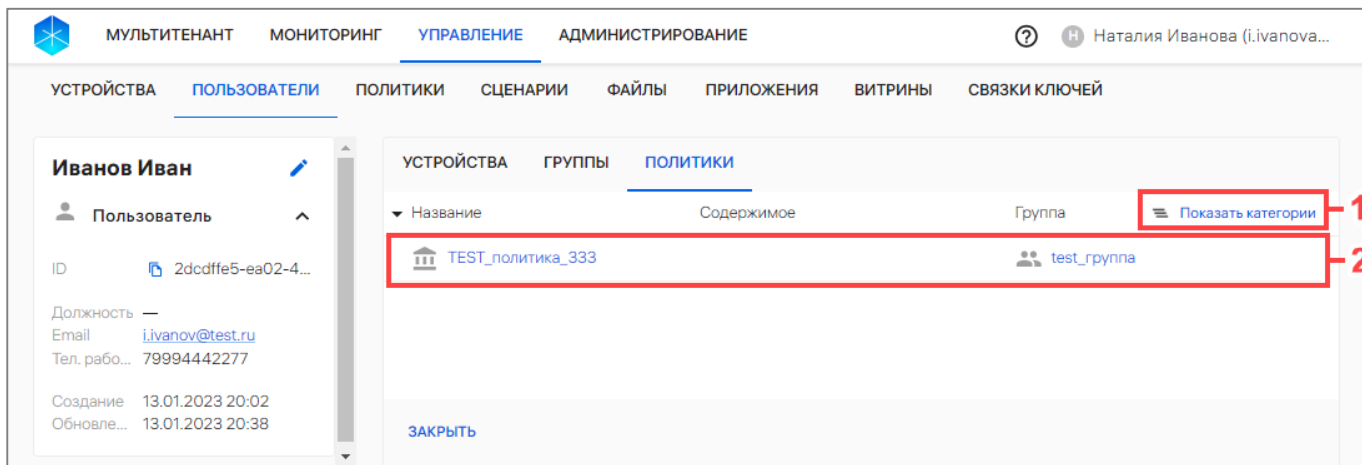 МУЛЬТИТЕНАНТ МОНИТОРИНГ УПРАВЛЕНИЕ АДМИНИСТРИРОВАНИЕ ? Н Наталия Иванова (i.ivanova...
УСТРОЙСТВА ПОЛЬЗОВАТЕЛИ ПОЛИТИКИ СЦЕНАРИИ ФАЙЛЫ ПРИЛОЖЕНИЯ ВИТРИНЫ СВЯЗКИ КЛЮЧЕЙ
Иванов Иван
Пользователь
ID 2dcdffe5-ea02-4...
Должность —
Email i.ivanov@test.ru
Тел. рабо... 79994442277
Создание 13.01.2023 20:02
Обновле... 13.01.2023 20:38
УСТРОЙСТВА ГРУППЫ ПОЛИТИКИ
Название Содержимое Группа Показать категории 1
TEST_политика_333 test_группа 2
ЗАКРЫТЬ